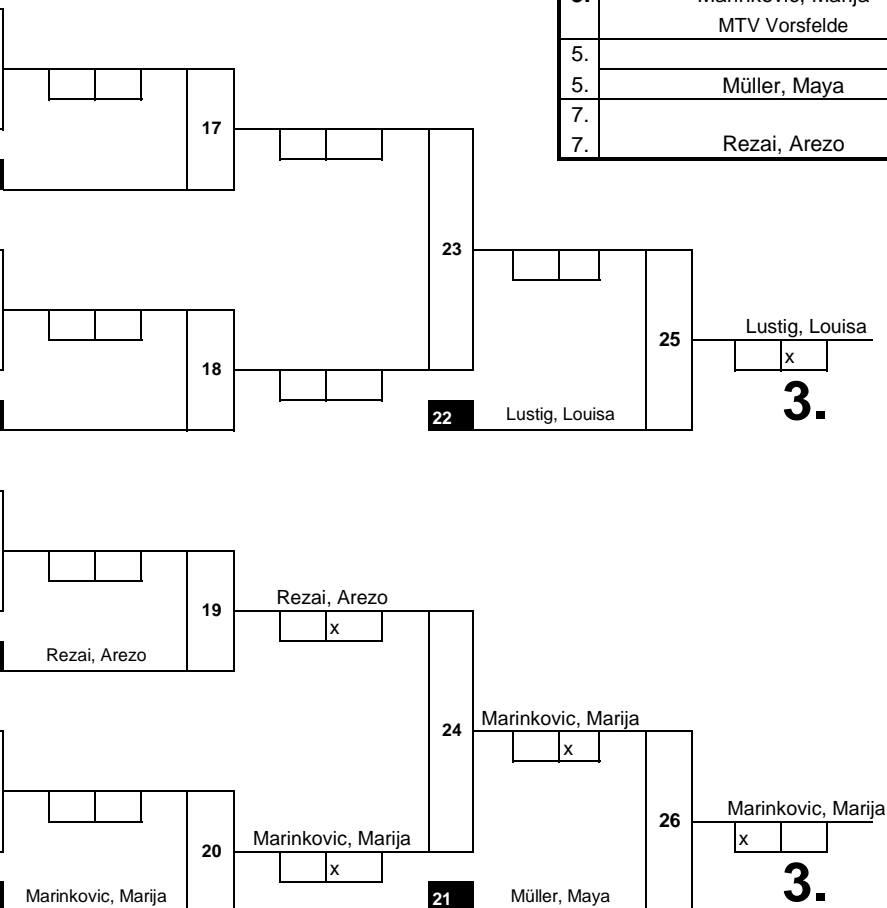 MTV Vorsfelde
5.
5. Müller, Maya
7.
7. Rezai, Arezo
17
23
18
22 Lustig, Louisa
25
Lustig, Louisa
x
3.
19
Rezai, Arezo
Rezai, Arezo
x
24
Marinkovic, Marija
x
20
Marinkovic, Marija
Marinkovic, Marija
x
21 Müller, Maya
26
Marinkovic, Marija
x
3.